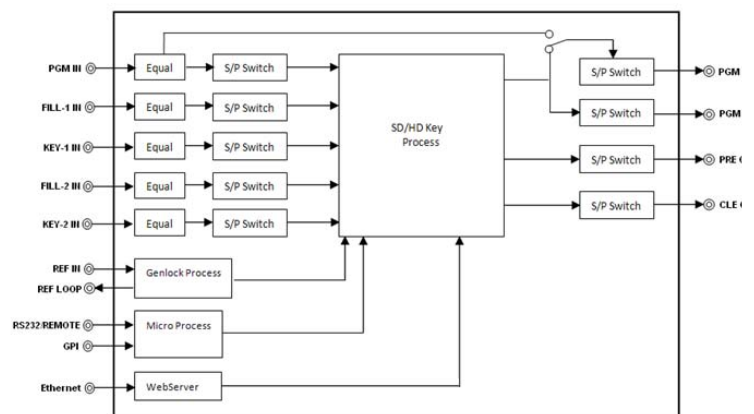 PGM IN
Equal
S/P Switch
S/P Switch
PGM
FILL-1 IN
Equal
S/P Switch
S/P Switch
PGM
KEY-1 IN
Equal
S/P Switch
SD/HD Key
Process
S/P Switch
PRE
FILL-2 IN
Equal
S/P Switch
S/P Switch
CLE
KEY-2 IN
Equal
S/P Switch
REF IN
REF LOOP
Genlock Process
RS232/REMOTE
GPI
Micro Process
Ethernet
WebServer